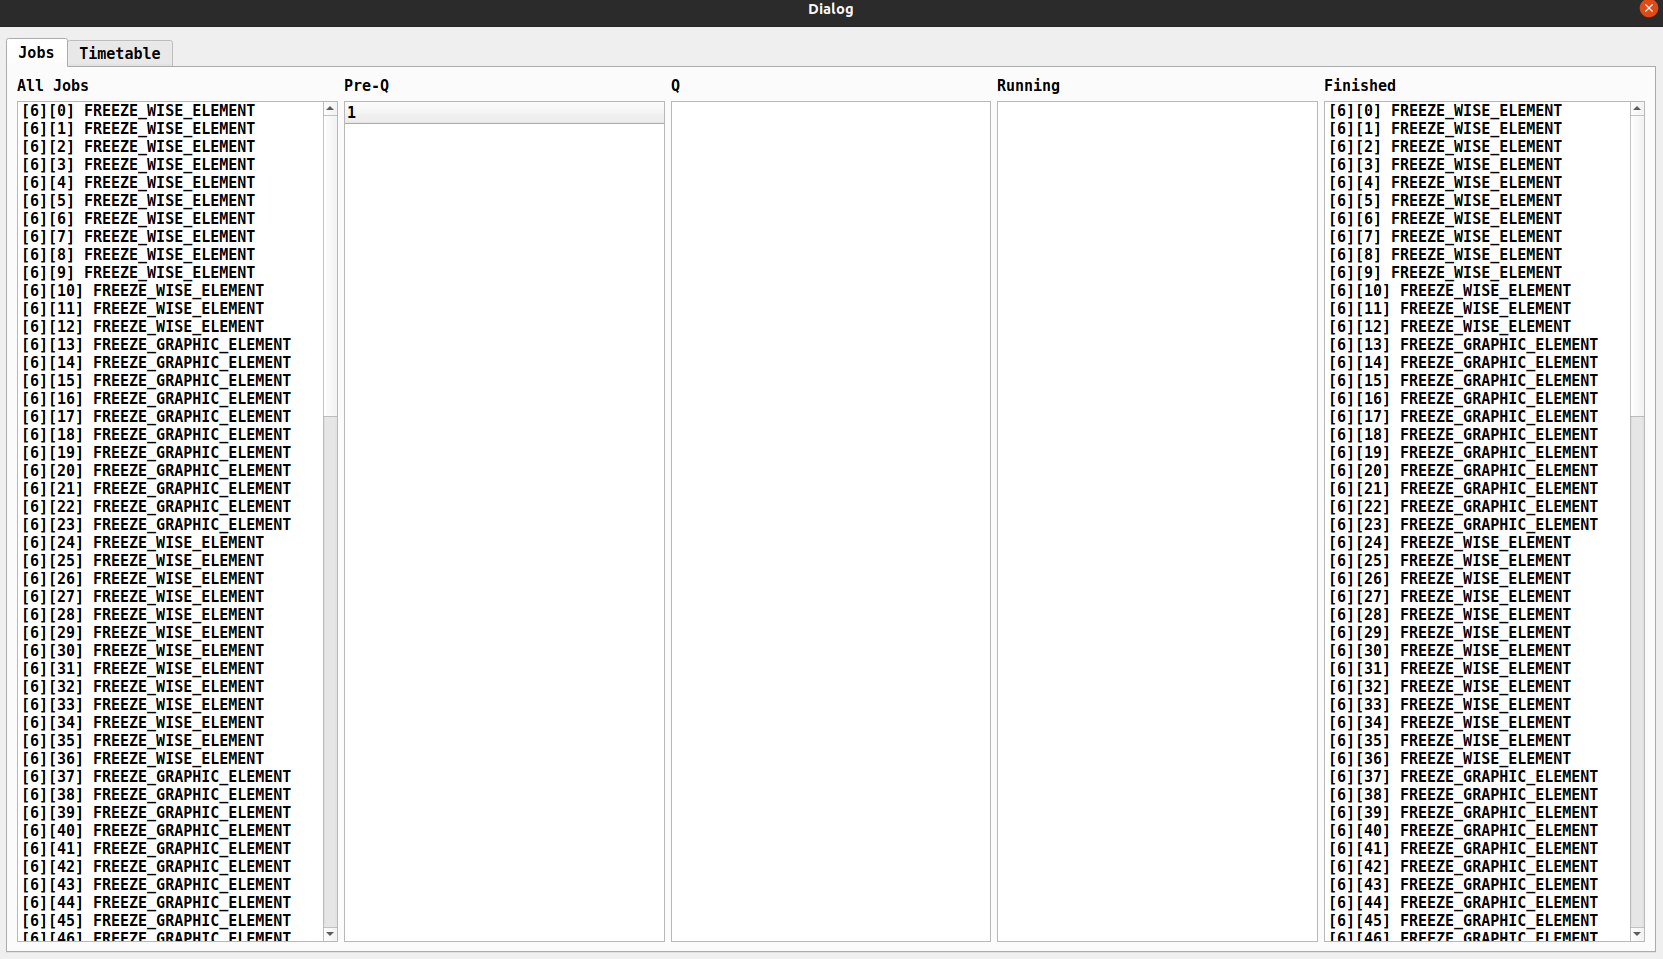 Dialog
Jobs
Timetable
All Jobs
[6][0] FREEZE_WISE_ELEMENT
[6][1] FREEZE_WISE_ELEMENT
[6][2] FREEZE_WISE_ELEMENT
[6][3] FREEZE_WISE_ELEMENT
[6][4] FREEZE_WISE_ELEMENT
[6][5] FREEZE_WISE_ELEMENT
[6][6] FREEZE_WISE_ELEMENT
[6][7] FREEZE_WISE_ELEMENT
[6][8] FREEZE_WISE_ELEMENT
[6][9] FREEZE_WISE_ELEMENT
[6][10] FREEZE_WISE_ELEMENT
[6][11] FREEZE_WISE_ELEMENT
[6][12] FREEZE_WISE_ELEMENT
[6][13] FREEZE_GRAPHIC_ELEMENT
[6][14] FREEZE_GRAPHIC_ELEMENT
[6][15] FREEZE_GRAPHIC_ELEMENT
[6][16] FREEZE_GRAPHIC_ELEMENT
[6][17] FREEZE_GRAPHIC_ELEMENT
[6][18] FREEZE_GRAPHIC_ELEMENT
[6][19] FREEZE_GRAPHIC_ELEMENT
[6][20] FREEZE_GRAPHIC_ELEMENT
[6][21] FREEZE_GRAPHIC_ELEMENT
[6][22] FREEZE_GRAPHIC_ELEMENT
[6][23] FREEZE_GRAPHIC_ELEMENT
[6][24] FREEZE_WISE_ELEMENT
[6][25] FREEZE_WISE_ELEMENT
[6][26] FREEZE_WISE_ELEMENT
[6][27] FREEZE_WISE_ELEMENT
[6][28] FREEZE_WISE_ELEMENT
[6][29] FREEZE_WISE_ELEMENT
[6][30] FREEZE_WISE_ELEMENT
[6][31] FREEZE_WISE_ELEMENT
[6][32] FREEZE_WISE_ELEMENT
[6][33] FREEZE_WISE_ELEMENT
[6][34] FREEZE_WISE_ELEMENT
[6][35] FREEZE_WISE_ELEMENT
[6][36] FREEZE_WISE_ELEMENT
[6][37] FREEZE_GRAPHIC_ELEMENT
[6][38] FREEZE_GRAPHIC_ELEMENT
[6][39] FREEZE_GRAPHIC_ELEMENT
[6][40] FREEZE_GRAPHIC_ELEMENT
[6][41] FREEZE_GRAPHIC_ELEMENT
[6][42] FREEZE_GRAPHIC_ELEMENT
[6][43] FREEZE_GRAPHIC_ELEMENT
[6][44] FREEZE_GRAPHIC_ELEMENT
[6][45] FREEZE_GRAPHIC_ELEMENT
[6][46] FREEZE_GRAPHIC_ELEMENT
Pre-Q
1
Q
Running
Finished
[6][0] FREEZE_WISE_ELEMENT
[6][1] FREEZE_WISE_ELEMENT
[6][2] FREEZE_WISE_ELEMENT
[6][3] FREEZE_WISE_ELEMENT
[6][4] FREEZE_WISE_ELEMENT
[6][5] FREEZE_WISE_ELEMENT
[6][6] FREEZE_WISE_ELEMENT
[6][7] FREEZE_WISE_ELEMENT
[6][8] FREEZE_WISE_ELEMENT
[6][9] FREEZE_WISE_ELEMENT
[6][10] FREEZE_WISE_ELEMENT
[6][11] FREEZE_WISE_ELEMENT
[6][12] FREEZE_WISE_ELEMENT
[6][13] FREEZE_GRAPHIC_ELEMENT
[6][14] FREEZE_GRAPHIC_ELEMENT
[6][15] FREEZE_GRAPHIC_ELEMENT
[6][16] FREEZE_GRAPHIC_ELEMENT
[6][17] FREEZE_GRAPHIC_ELEMENT
[6][18] FREEZE_GRAPHIC_ELEMENT
[6][19] FREEZE_GRAPHIC_ELEMENT
[6][20] FREEZE_GRAPHIC_ELEMENT
[6][21] FREEZE_GRAPHIC_ELEMENT
[6][22] FREEZE_GRAPHIC_ELEMENT
[6][23] FREEZE_GRAPHIC_ELEMENT
[6][24] FREEZE_WISE_ELEMENT
[6][25] FREEZE_WISE_ELEMENT
[6][26] FREEZE_WISE_ELEMENT
[6][27] FREEZE_WISE_ELEMENT
[6][28] FREEZE_WISE_ELEMENT
[6][29] FREEZE_WISE_ELEMENT
[6][30] FREEZE_WISE_ELEMENT
[6][31] FREEZE_WISE_ELEMENT
[6][32] FREEZE_WISE_ELEMENT
[6][33] FREEZE_WISE_ELEMENT
[6][34] FREEZE_WISE_ELEMENT
[6][35] FREEZE_WISE_ELEMENT
[6][36] FREEZE_WISE_ELEMENT
[6][37] FREEZE_GRAPHIC_ELEMENT
[6][38] FREEZE_GRAPHIC_ELEMENT
[6][39] FREEZE_GRAPHIC_ELEMENT
[6][40] FREEZE_GRAPHIC_ELEMENT
[6][41] FREEZE_GRAPHIC_ELEMENT
[6][42] FREEZE_GRAPHIC_ELEMENT
[6][43] FREEZE_GRAPHIC_ELEMENT
[6][44] FREEZE_GRAPHIC_ELEMENT
[6][45] FREEZE_GRAPHIC_ELEMENT
[6][46] FREEZE_GRAPHIC_ELEMENT